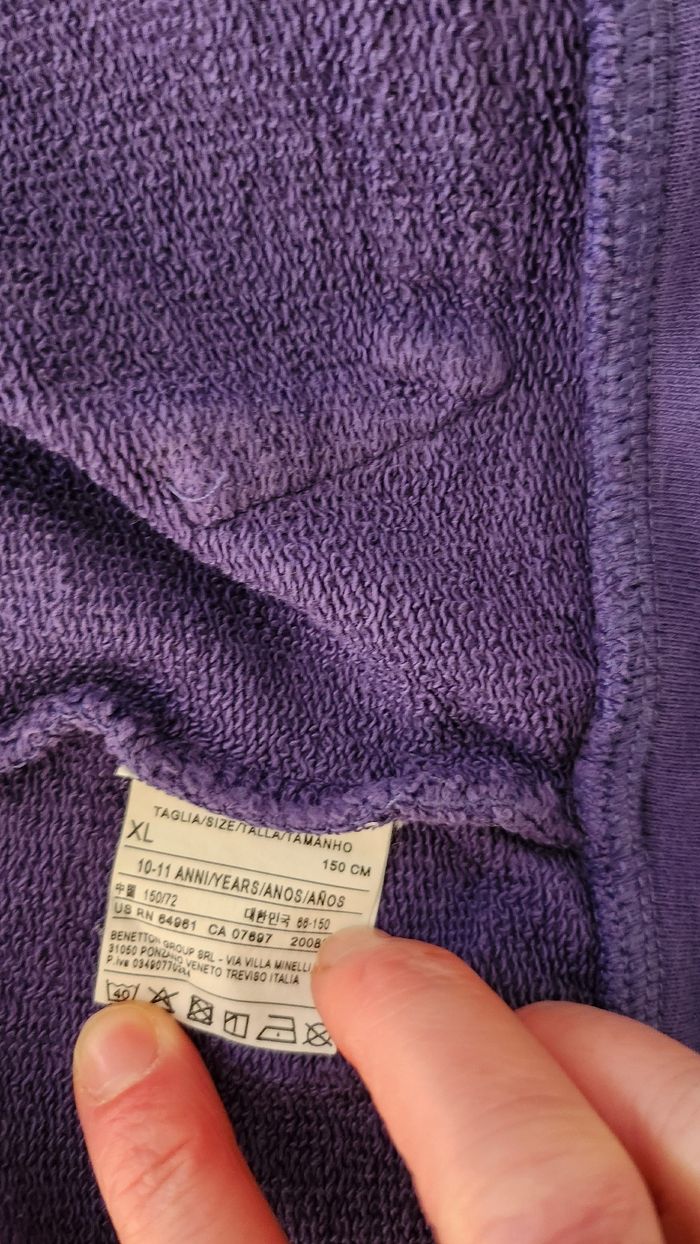 TAGLIA/SIZE/TALLA/TAMANHO
XL
150 CM
10-11 ANNI/YEARS/ANOS/AÑOS
中國 150/72 대한민국 66-150
US RN 64961 CA 07697
BENETTON GROUP SRL - VIA VILLA MINELLI
31050 PONZANO VENETO TREVISO ITALIA
P.iva
40